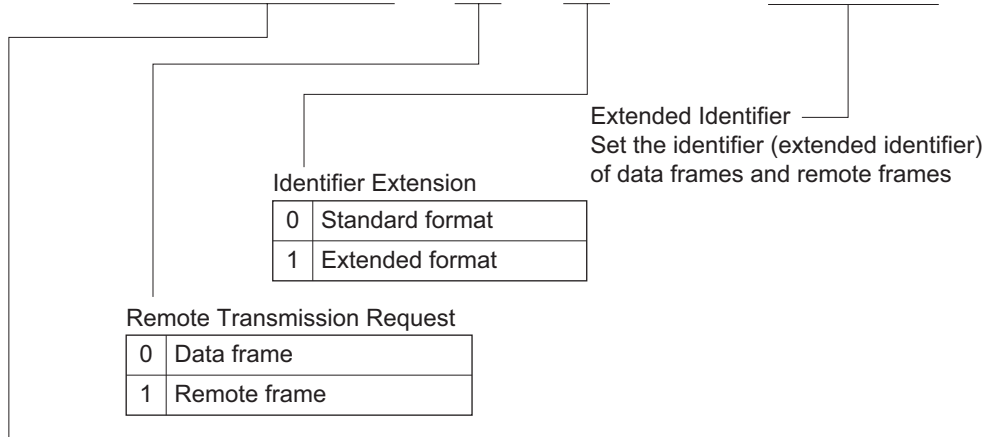 Extended Identifier
Set the identifier (extended identifier)
of data frames and remote frames
Identifier Extension
0 Standard format
1 Extended format
Remote Transmission Request
0 Data frame
1 Remote frame